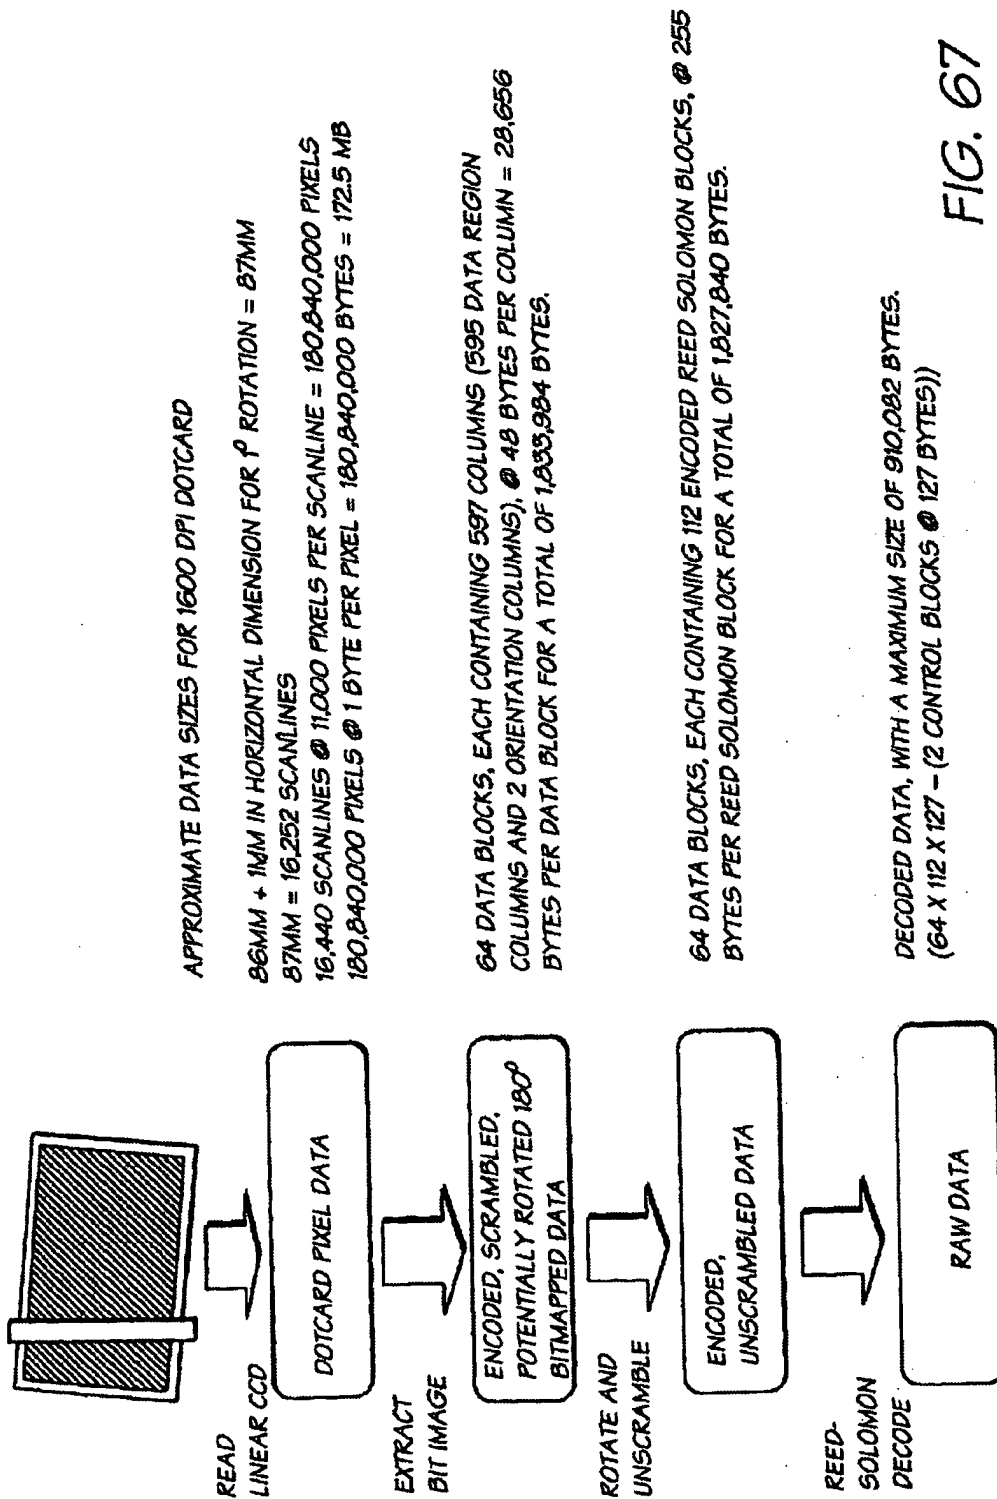 READ
LINEAR CCD
DOTCARD PIXEL DATA
EXTRACT
BIT IMAGE
ENCODED, SCRAMBLED,
POTENTIALLY ROTATED 180º
BITMAPPED DATA
ROTATE AND
UNSCRAMBLE
ENCODED,
UNSCRAMBLED DATA
REED-
SOLOMON
DECODE
RAW DATA
APPROXIMATE DATA SIZES FOR 1600 DPI DOTCARD
86MM + 1MM IN HORIZONTAL DIMENSION FOR 1º ROTATION = 87MM
87MM = 16,252 SCANLINES
16,440 SCANLINES @ 11,000 PIXELS PER SCANLINE = 180,840,000 PIXELS
180,840,000 PIXELS @ 1 BYTE PER PIXEL = 180,840,000 BYTES = 172.5 MB
64 DATA BLOCKS, EACH CONTAINING 597 COLUMNS (595 DATA REGION
COLUMNS AND 2 ORIENTATION COLUMNS), @ 48 BYTES PER COLUMN = 28,656
BYTES PER DATA BLOCK FOR A TOTAL OF 1,833,984 BYTES.
64 DATA BLOCKS, EACH CONTAINING 112 ENCODED REED SOLOMON BLOCKS, @ 255
BYTES PER REED SOLOMON BLOCK FOR A TOTAL OF 1,827,840 BYTES.
DECODED DATA, WITH A MAXIMUM SIZE OF 910,082 BYTES.
(64 X 112 X 127 – (2 CONTROL BLOCKS @ 127 BYTES))
FIG. 67